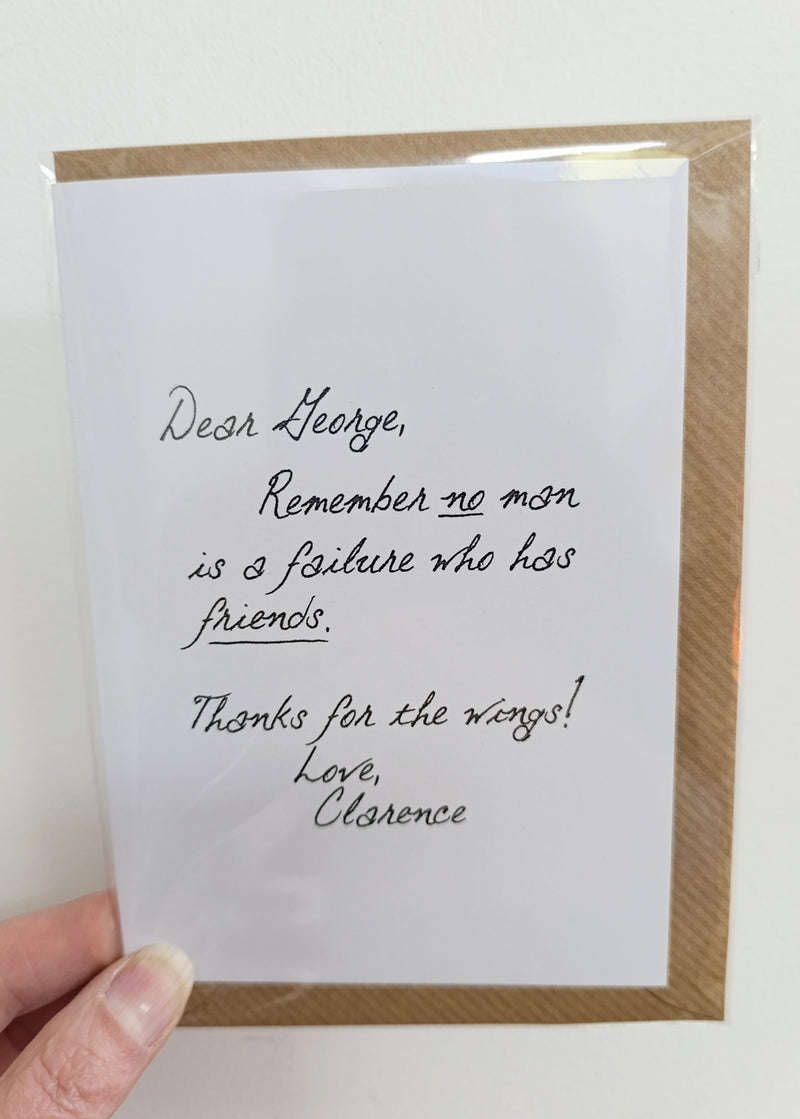 Dear George,
Remember no man
is a failure who has
friends.
Thanks for the wings!
Love,
Clarence